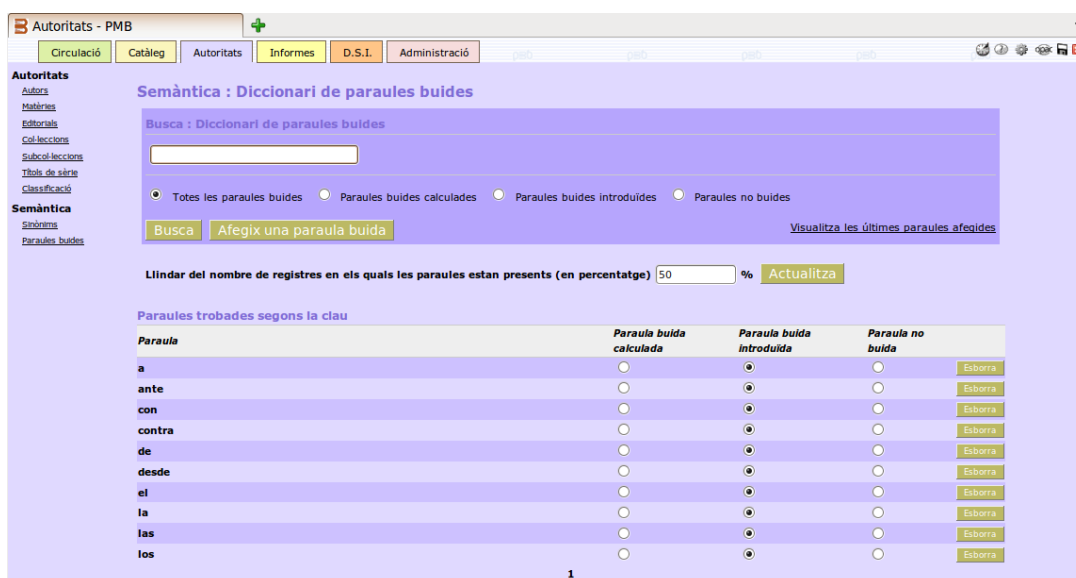 Autoritats - PMB
Circulació Catàleg Autoritats Informes D.S.I. Administració
Autoritats
Autors
Matèries
Editorials
Col·leccions
Subcol·leccions
Títols de sèrie
Classificació
Semàntica
Sinònims
Paraules buides
Semàntica : Diccionari de paraules buides
Busca : Diccionari de paraules buides
Totes les paraules buides Paraules buides calculades Paraules buides introduïdes Paraules no buides
Busca Afegix una paraula buida Visualitza les últimes paraules afegides
Llindar del nombre de registres en els quals les paraules estan presents (en percentatge) 50 % Actualitza
Paraules trobades segons la clau
Paraula Paraula buida calculada Paraula buida introduïda Paraula no buida
a Esborra
ante Esborra
con Esborra
contra Esborra
de Esborra
desde Esborra
el Esborra
la Esborra
las Esborra
los Esborra
1